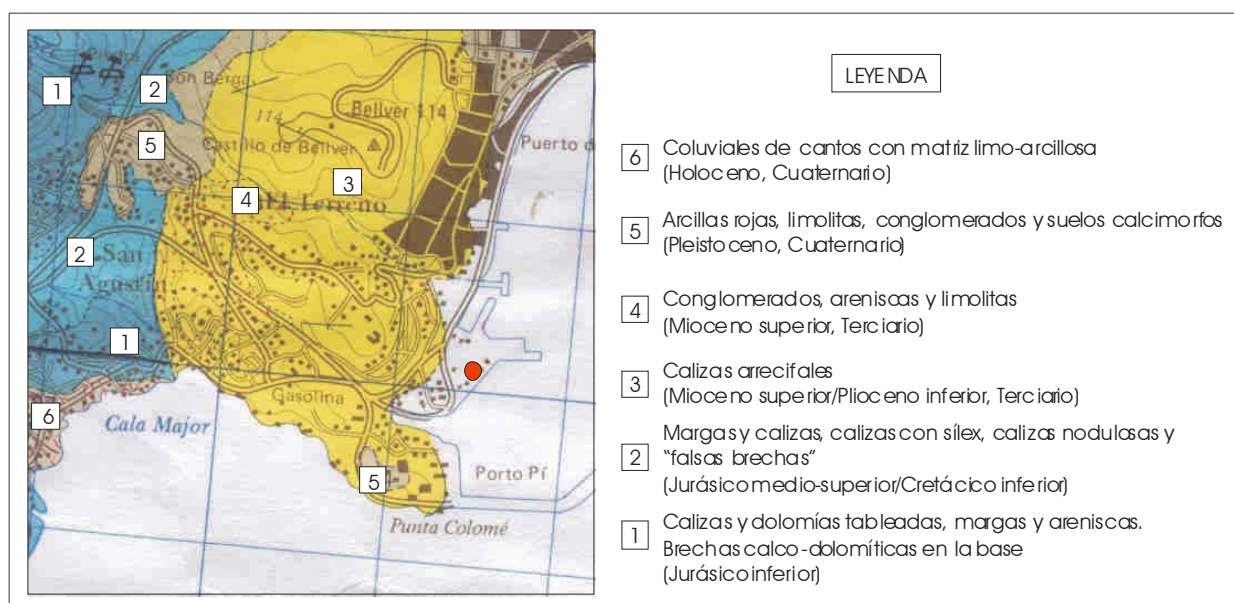 1
2
Son Berga
5
114
Bellver 114
Castillo de Bellver
Puerto d
3
4
El Terreno
2
San
Agustín
1
6
Cala Major
Gasolina
5
Porto Pí
Punta Colomé
LEYENDA
6 Coluviales de cantos con matriz limo-arcillosa
(Holoceno, Cuaternario)
5 Arcillas rojas, limolitas, conglomerados y suelos calcimorfos
(Pleistoceno, Cuaternario)
4 Conglomerados, areniscas y limolitas
(Mioceno superior, Terciario)
3 Calizas arrecifales
(Mioceno superior/Plioceno inferior, Terciario)
2 Margas y calizas, calizas con sílex, calizas nodulosas y
"falsas brechas"
(Jurásico medio-superior/Cretácico inferior)
1 Calizas y dolomías tableadas, margas y areniscas.
Brechas calco-dolomíticas en la base
(Jurásico inferior)